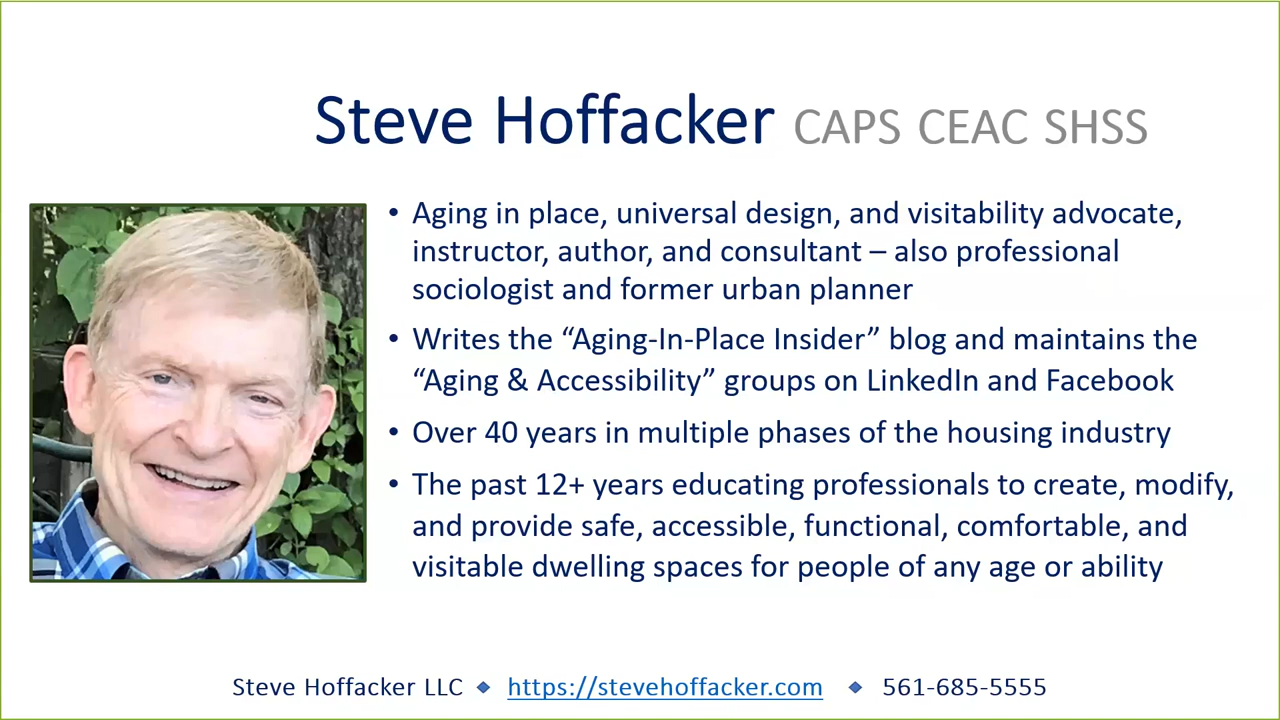 Steve Hoffacker CAPS CEAC SHSS
• Aging in place, universal design, and visitability advocate,
instructor, author, and consultant – also professional
sociologist and former urban planner
• Writes the “Aging-In-Place Insider” blog and maintains the
“Aging & Accessibility” groups on LinkedIn and Facebook
• Over 40 years in multiple phases of the housing industry
• The past 12+ years educating professionals to create, modify,
and provide safe, accessible, functional, comfortable, and
visitable dwelling spaces for people of any age or ability
Steve Hoffacker LLC ◆ https://stevehoffacker.com ◆ 561-685-5555